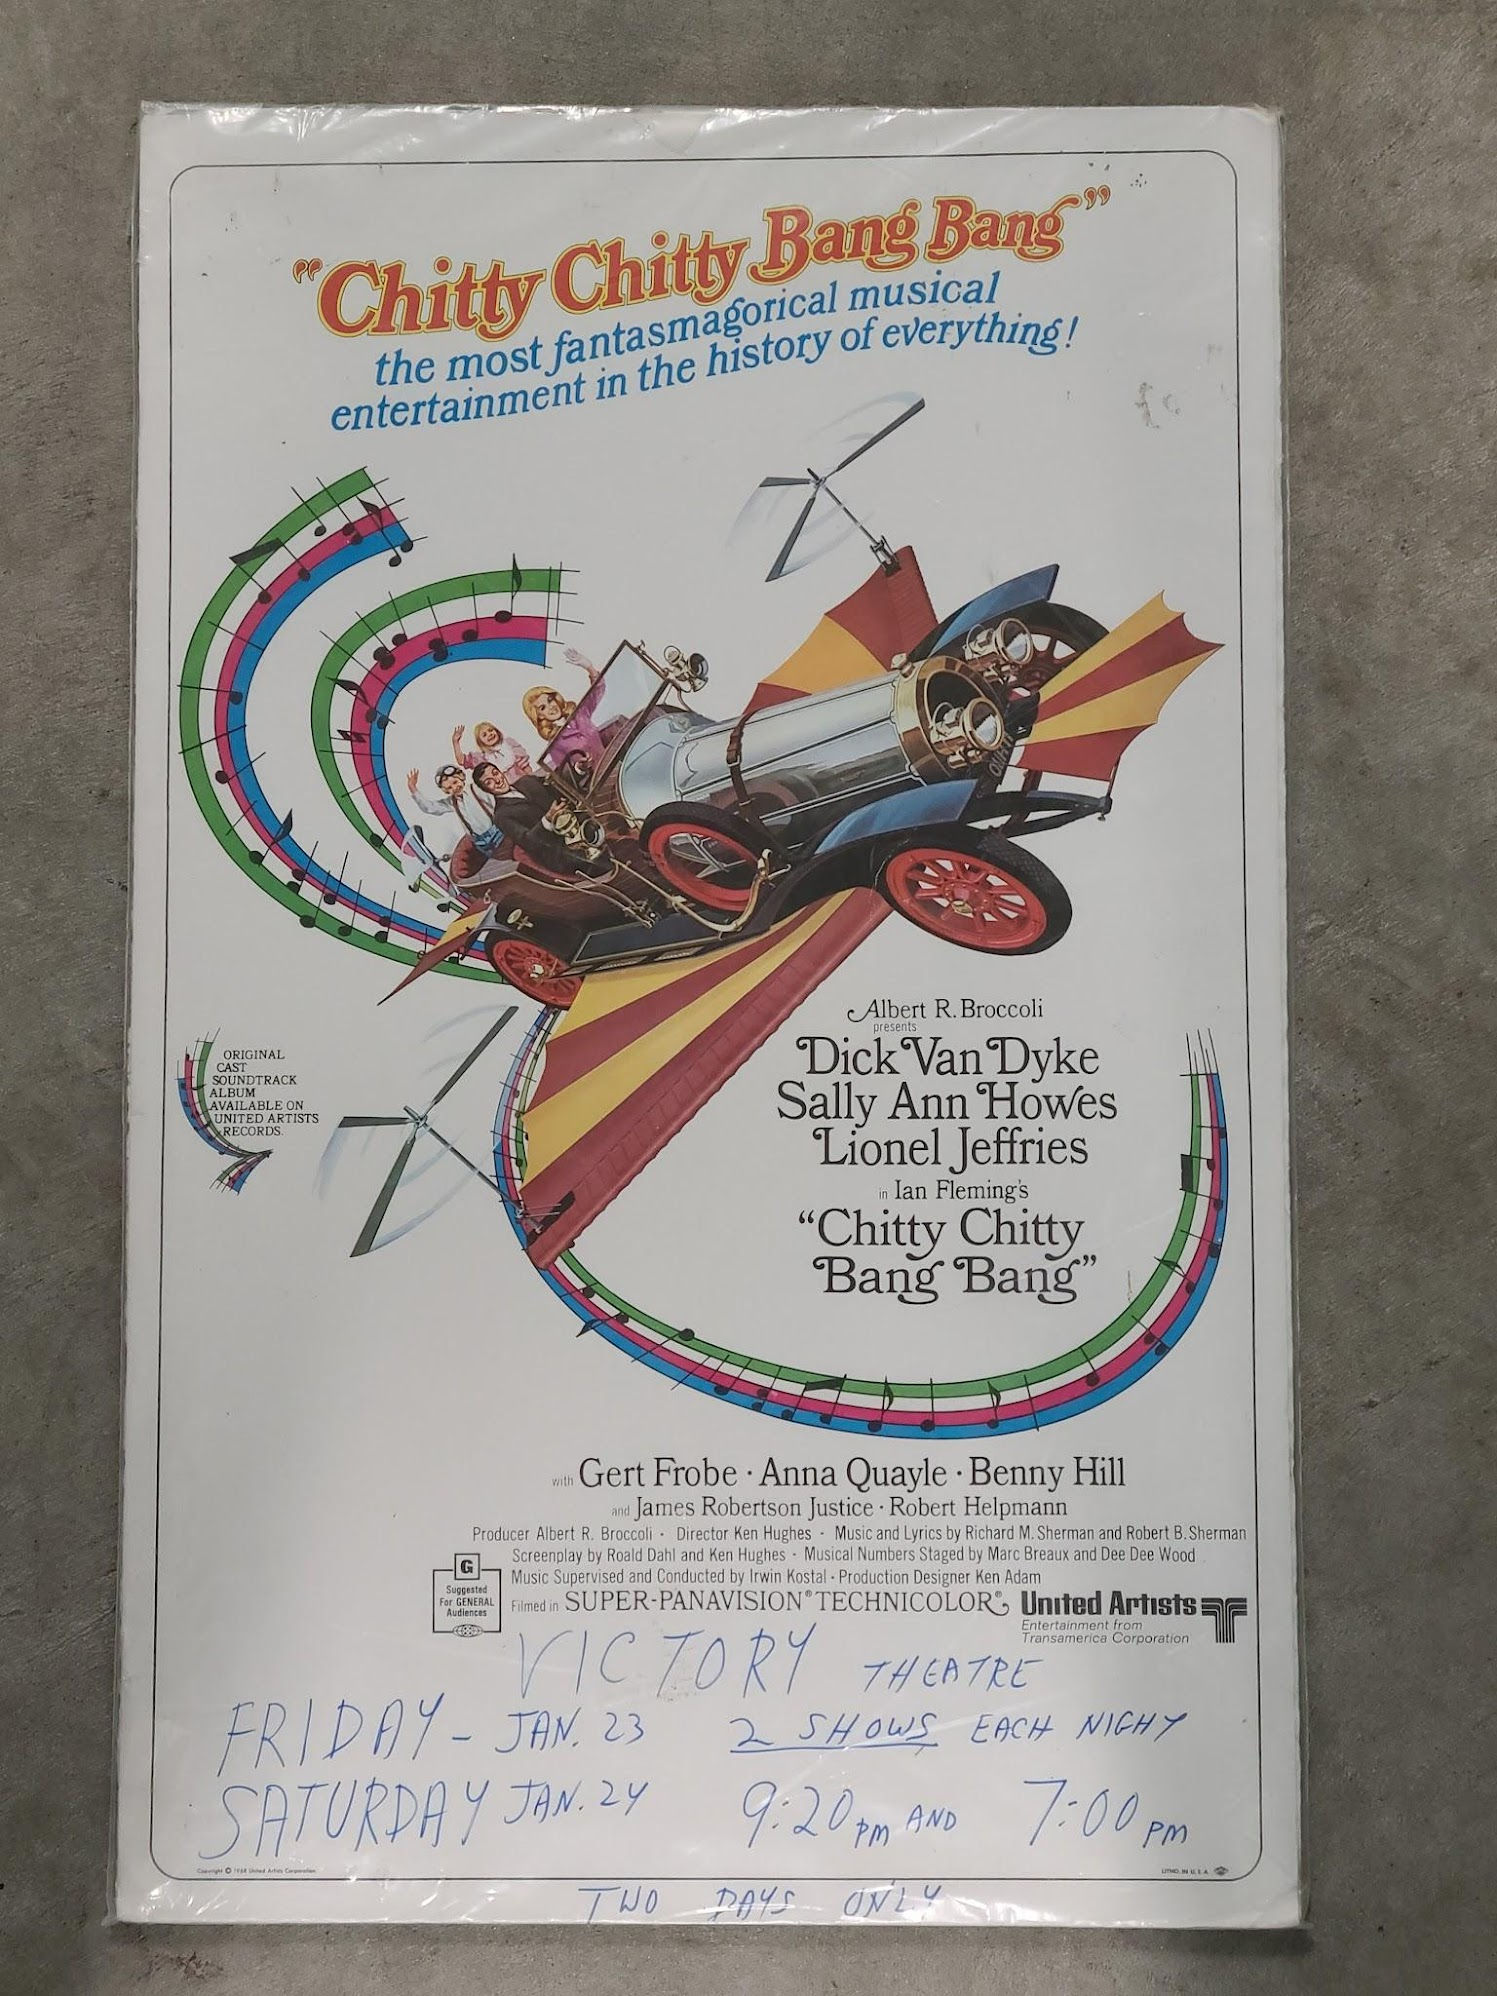 "Chitty Chitty Bang Bang"
the most fantasmagorical musical
entertainment in the history of everything!
ORIGINAL
CAST
SOUNDTRACK
ALBUM
AVAILABLE ON
UNITED ARTISTS
RECORDS.
Albert R. Broccoli
presents
Dick Van Dyke
Sally Ann Howes
Lionel Jeffries
in Ian Fleming's
"Chitty Chitty
Bang Bang"
with Gert Frobe · Anna Quayle · Benny Hill
and James Robertson Justice · Robert Helpmann
Producer Albert R. Broccoli · Director Ken Hughes · Music and Lyrics by Richard M. Sherman and Robert B. Sherman
Screenplay by Roald Dahl and Ken Hughes · Musical Numbers Staged by Marc Breaux and Dee Dee Wood
Music Supervised and Conducted by Irwin Kostal · Production Designer Ken Adam
Filmed in SUPER-PANAVISION® TECHNICOLOR®
G
Suggested
For GENERAL
Audiences
United Artists
Entertainment from
Transamerica Corporation
VICTORY THEATRE
FRIDAY - JAN. 23 2 SHOWS EACH NIGHT
SATURDAY JAN. 24 9:20 PM AND 7:00 PM
Copyright © 1968 United Artists Corporation
LITHO. IN U.S.A.
TWO DAYS ONLY